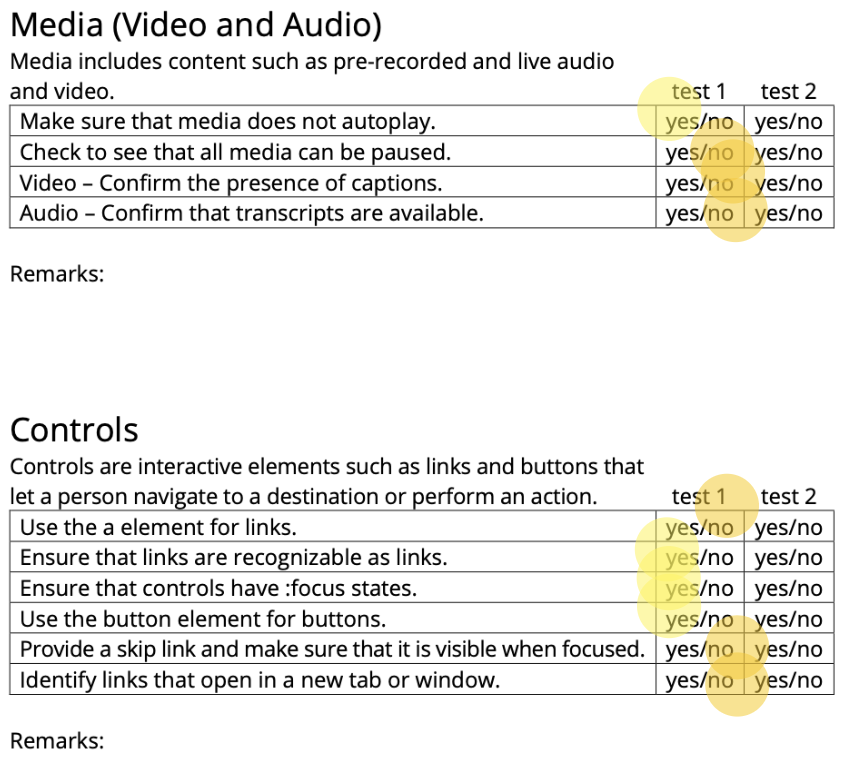 Media (Video and Audio)
Media includes content such as pre-recorded and live audio
and video. test 1 test 2
Make sure that media does not autoplay. yes/no yes/no
Check to see that all media can be paused. yes/no yes/no
Video – Confirm the presence of captions. yes/no yes/no
Audio – Confirm that transcripts are available. yes/no yes/no
Remarks:
Controls
Controls are interactive elements such as links and buttons that
let a person navigate to a destination or perform an action. test 1 test 2
Use the a element for links. yes/no yes/no
Ensure that links are recognizable as links. yes/no yes/no
Ensure that controls have :focus states. yes/no yes/no
Use the button element for buttons. yes/no yes/no
Provide a skip link and make sure that it is visible when focused. yes/no yes/no
Identify links that open in a new tab or window. yes/no yes/no
Remarks: